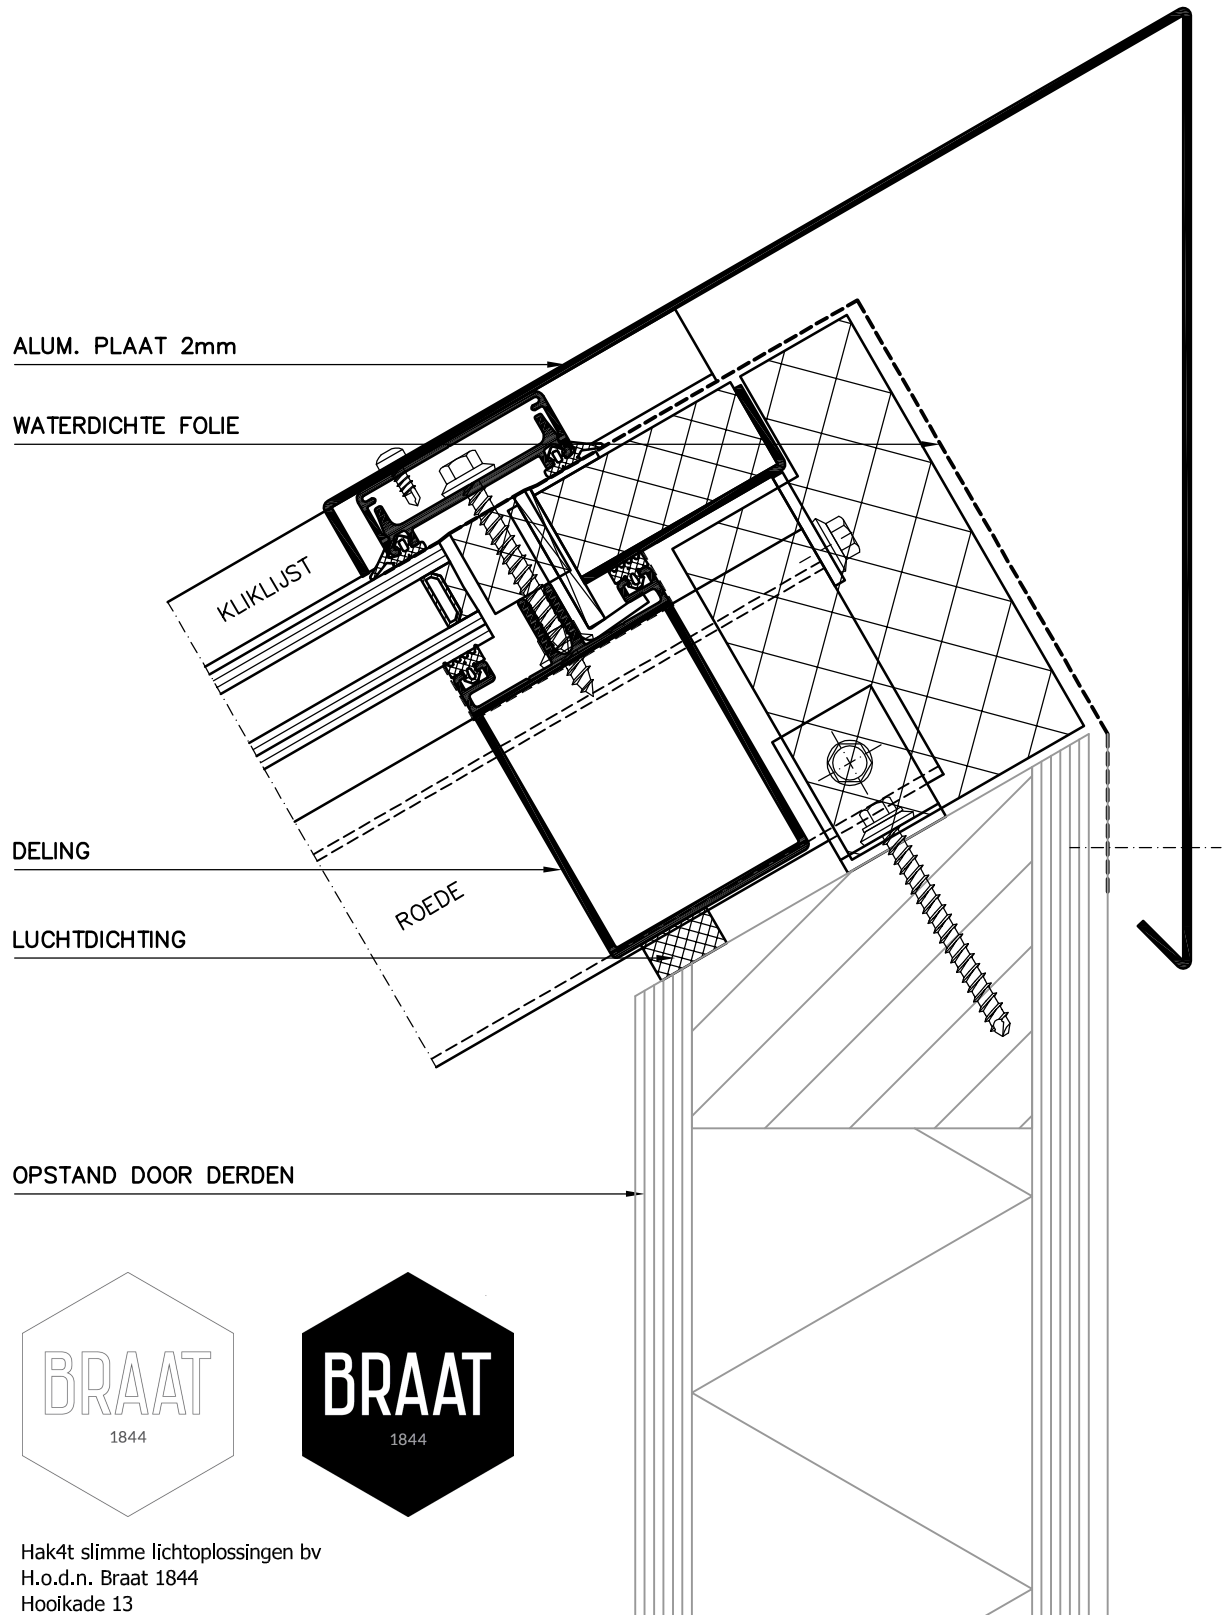 ALUM. PLAAT 2mm
WATERDICHTE FOLIE
KLIKLIJST
DELING
ROEDE
LUCHTDICHTING
OPSTAND DOOR DERDEN
BRAAT
1844
BRAAT
1844
Hak4t slimme lichtoplossingen bv
H.o.d.n. Braat 1844
Hooikade 13